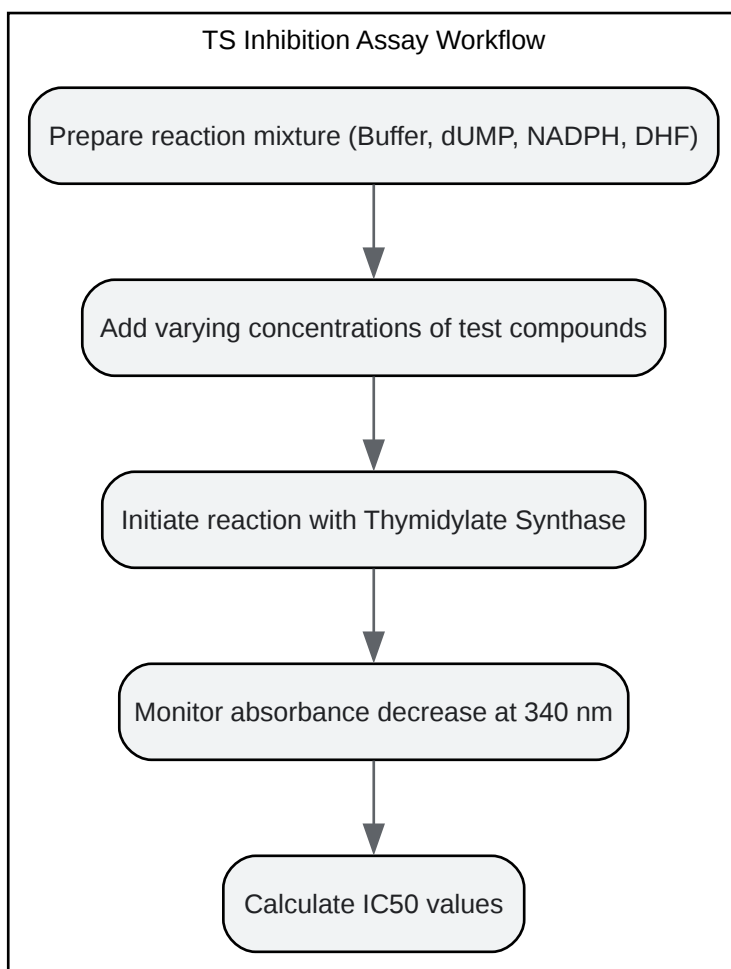 TS Inhibition Assay Workflow
Prepare reaction mixture (Buffer, dUMP, NADPH, DHF)
Add varying concentrations of test compounds
Initiate reaction with Thymidylate Synthase
Monitor absorbance decrease at 340 nm
Calculate IC50 values